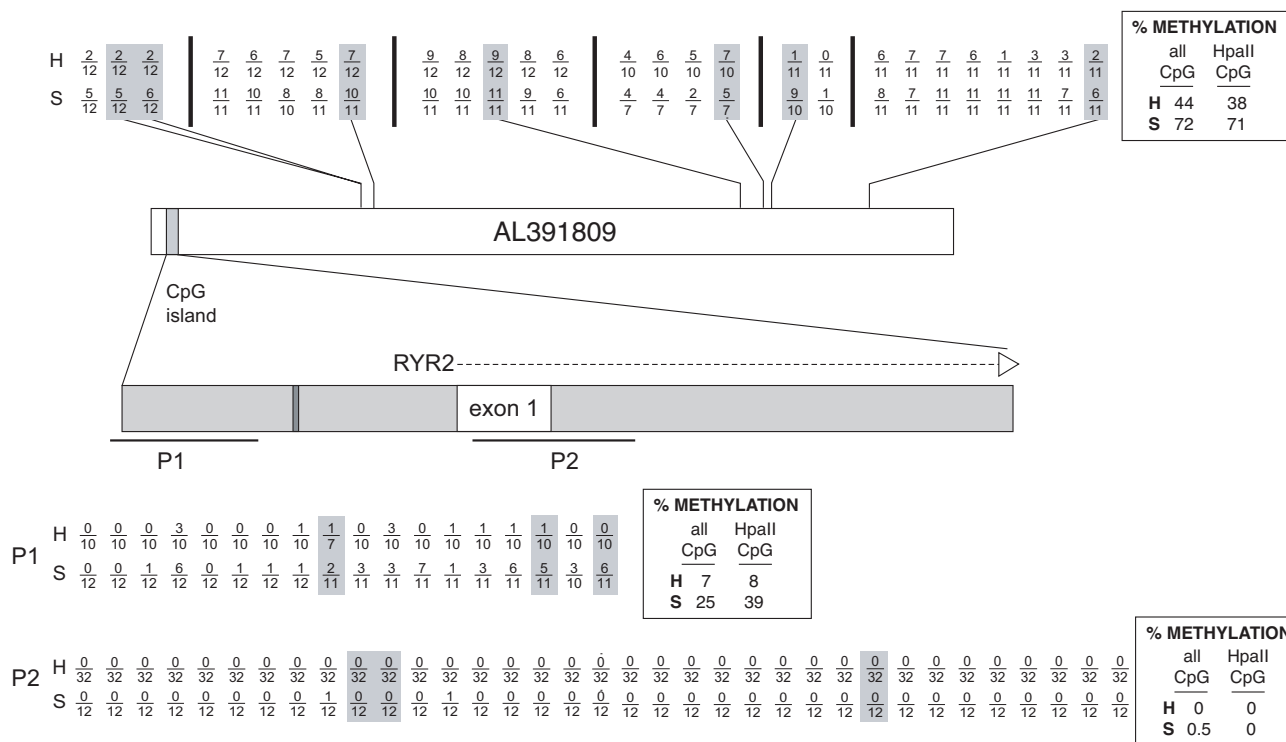 H 2/12 2/12 2/12 7/12 6/12 7/12 5/12 7/12 9/12 8/12 9/12 8/12 6/12 4/10 6/10 5/10 7/10 1/11 0/11 6/11 7/11 7/11 6/11 1/11 3/11 3/11 2/11
S 5/12 5/12 6/12 11/11 10/11 8/10 8/11 10/11 10/11 10/11 11/11 9/11 6/11 4/7 4/7 2/7 5/7 9/10 1/10 8/11 7/11 11/11 11/11 11/11 11/11 7/11 6/11
% METHYLATION
all HpaII
CpG CpG
H 44 38
S 72 71
AL391809
CpG
island
RYR2
exon 1
P1 P2
P1
H 0/10 0/10 0/10 3/10 0/10 0/10 0/10 1/10 1/7 0/10 3/10 0/10 1/10 1/10 1/10 1/10 0/10 0/10
S 0/12 0/12 1/12 6/12 0/12 1/12 1/12 1/12 2/11 3/11 3/11 7/11 1/11 3/11 6/11 5/11 3/10 6/11
% METHYLATION
all HpaII
CpG CpG
H 7 8
S 25 39
P2
H 0/32 0/32 0/32 0/32 0/32 0/32 0/32 0/32 0/32 0/32 0/32 0/32 0/32 0/32 0/32 0/32 0/32 0/32 0/32 0/32 0/32 0/32 0/32 0/32 0/32 0/32 0/32 0/32 0/32 0/32 0/32 0/32 0/32 0/32 0/32
S 0/12 0/12 0/12 0/12 0/12 0/12 0/12 0/12 1/12 0/12 0/12 0/12 1/12 0/12 0/12 0/12 0/12 0/12 0/12 0/12 0/12 0/12 0/12 0/12 0/12 0/12 0/12 0/12 0/12 0/12 0/12 0/12 0/12 0/12 0/12
% METHYLATION
all HpaII
CpG CpG
H 0 0
S 0.5 0